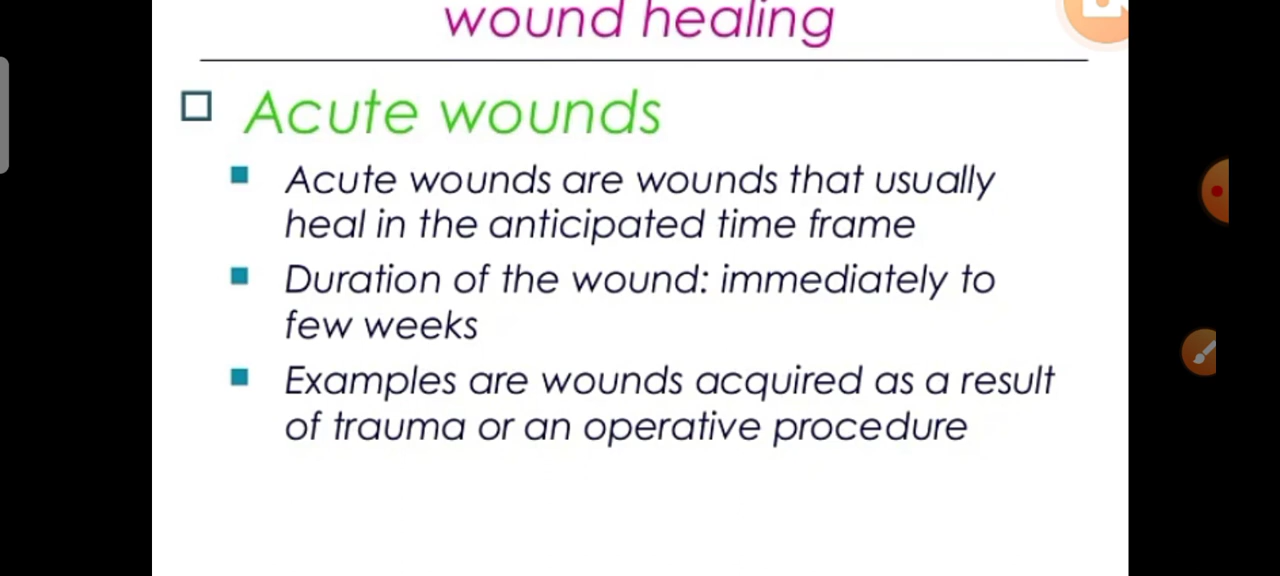 wound healing
Acute wounds
Acute wounds are wounds that usually
heal in the anticipated time frame
Duration of the wound: immediately to
few weeks
Examples are wounds acquired as a result
of trauma or an operative procedure